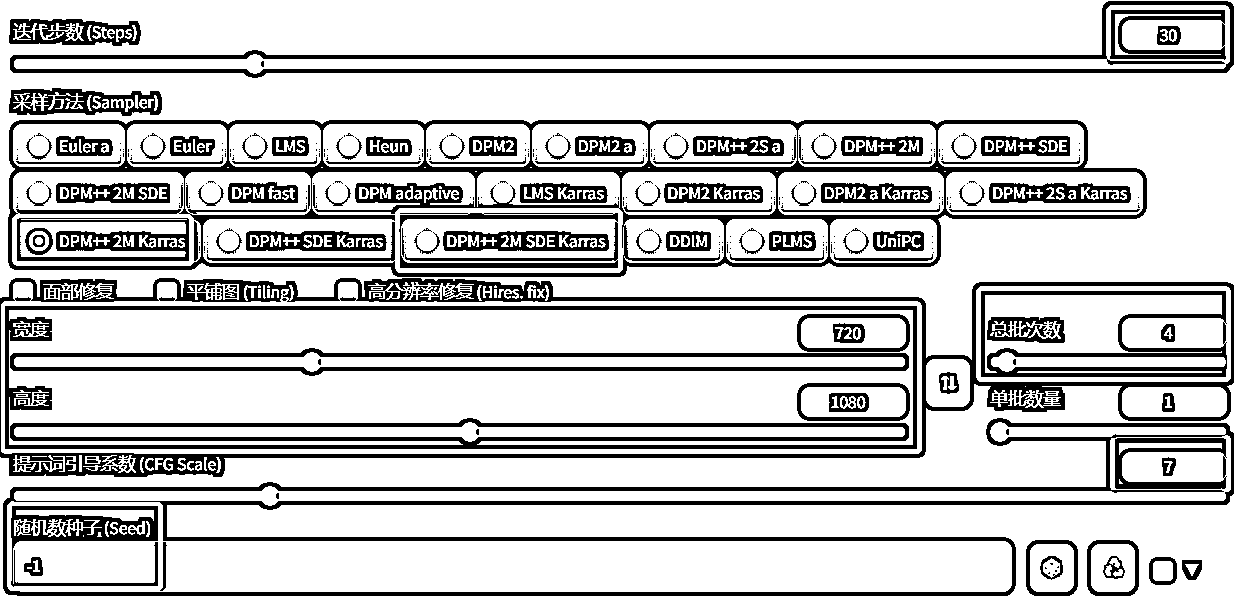 迭代步数 (Steps)
30
采样方法 (Sampler)
Euler a Euler LMS Heun DPM2 DPM2 a DPM++ 2S a DPM++ 2M DPM++ SDE
DPM++ 2M SDE DPM fast DPM adaptive LMS Karras DPM2 Karras DPM2 a Karras DPM++ 2S a Karras
DPM++ 2M Karras DPM++ SDE Karras DPM++ 2M SDE Karras DDIM PLMS UniPC
面部修复 平铺图 (Tiling) 高分辨率修复 (Hires. fix)
宽度 720 总批次数 4
高度 1080 单批数量 1
提示词引导系数 (CFG Scale) 7
随机数种子 (Seed)
-1